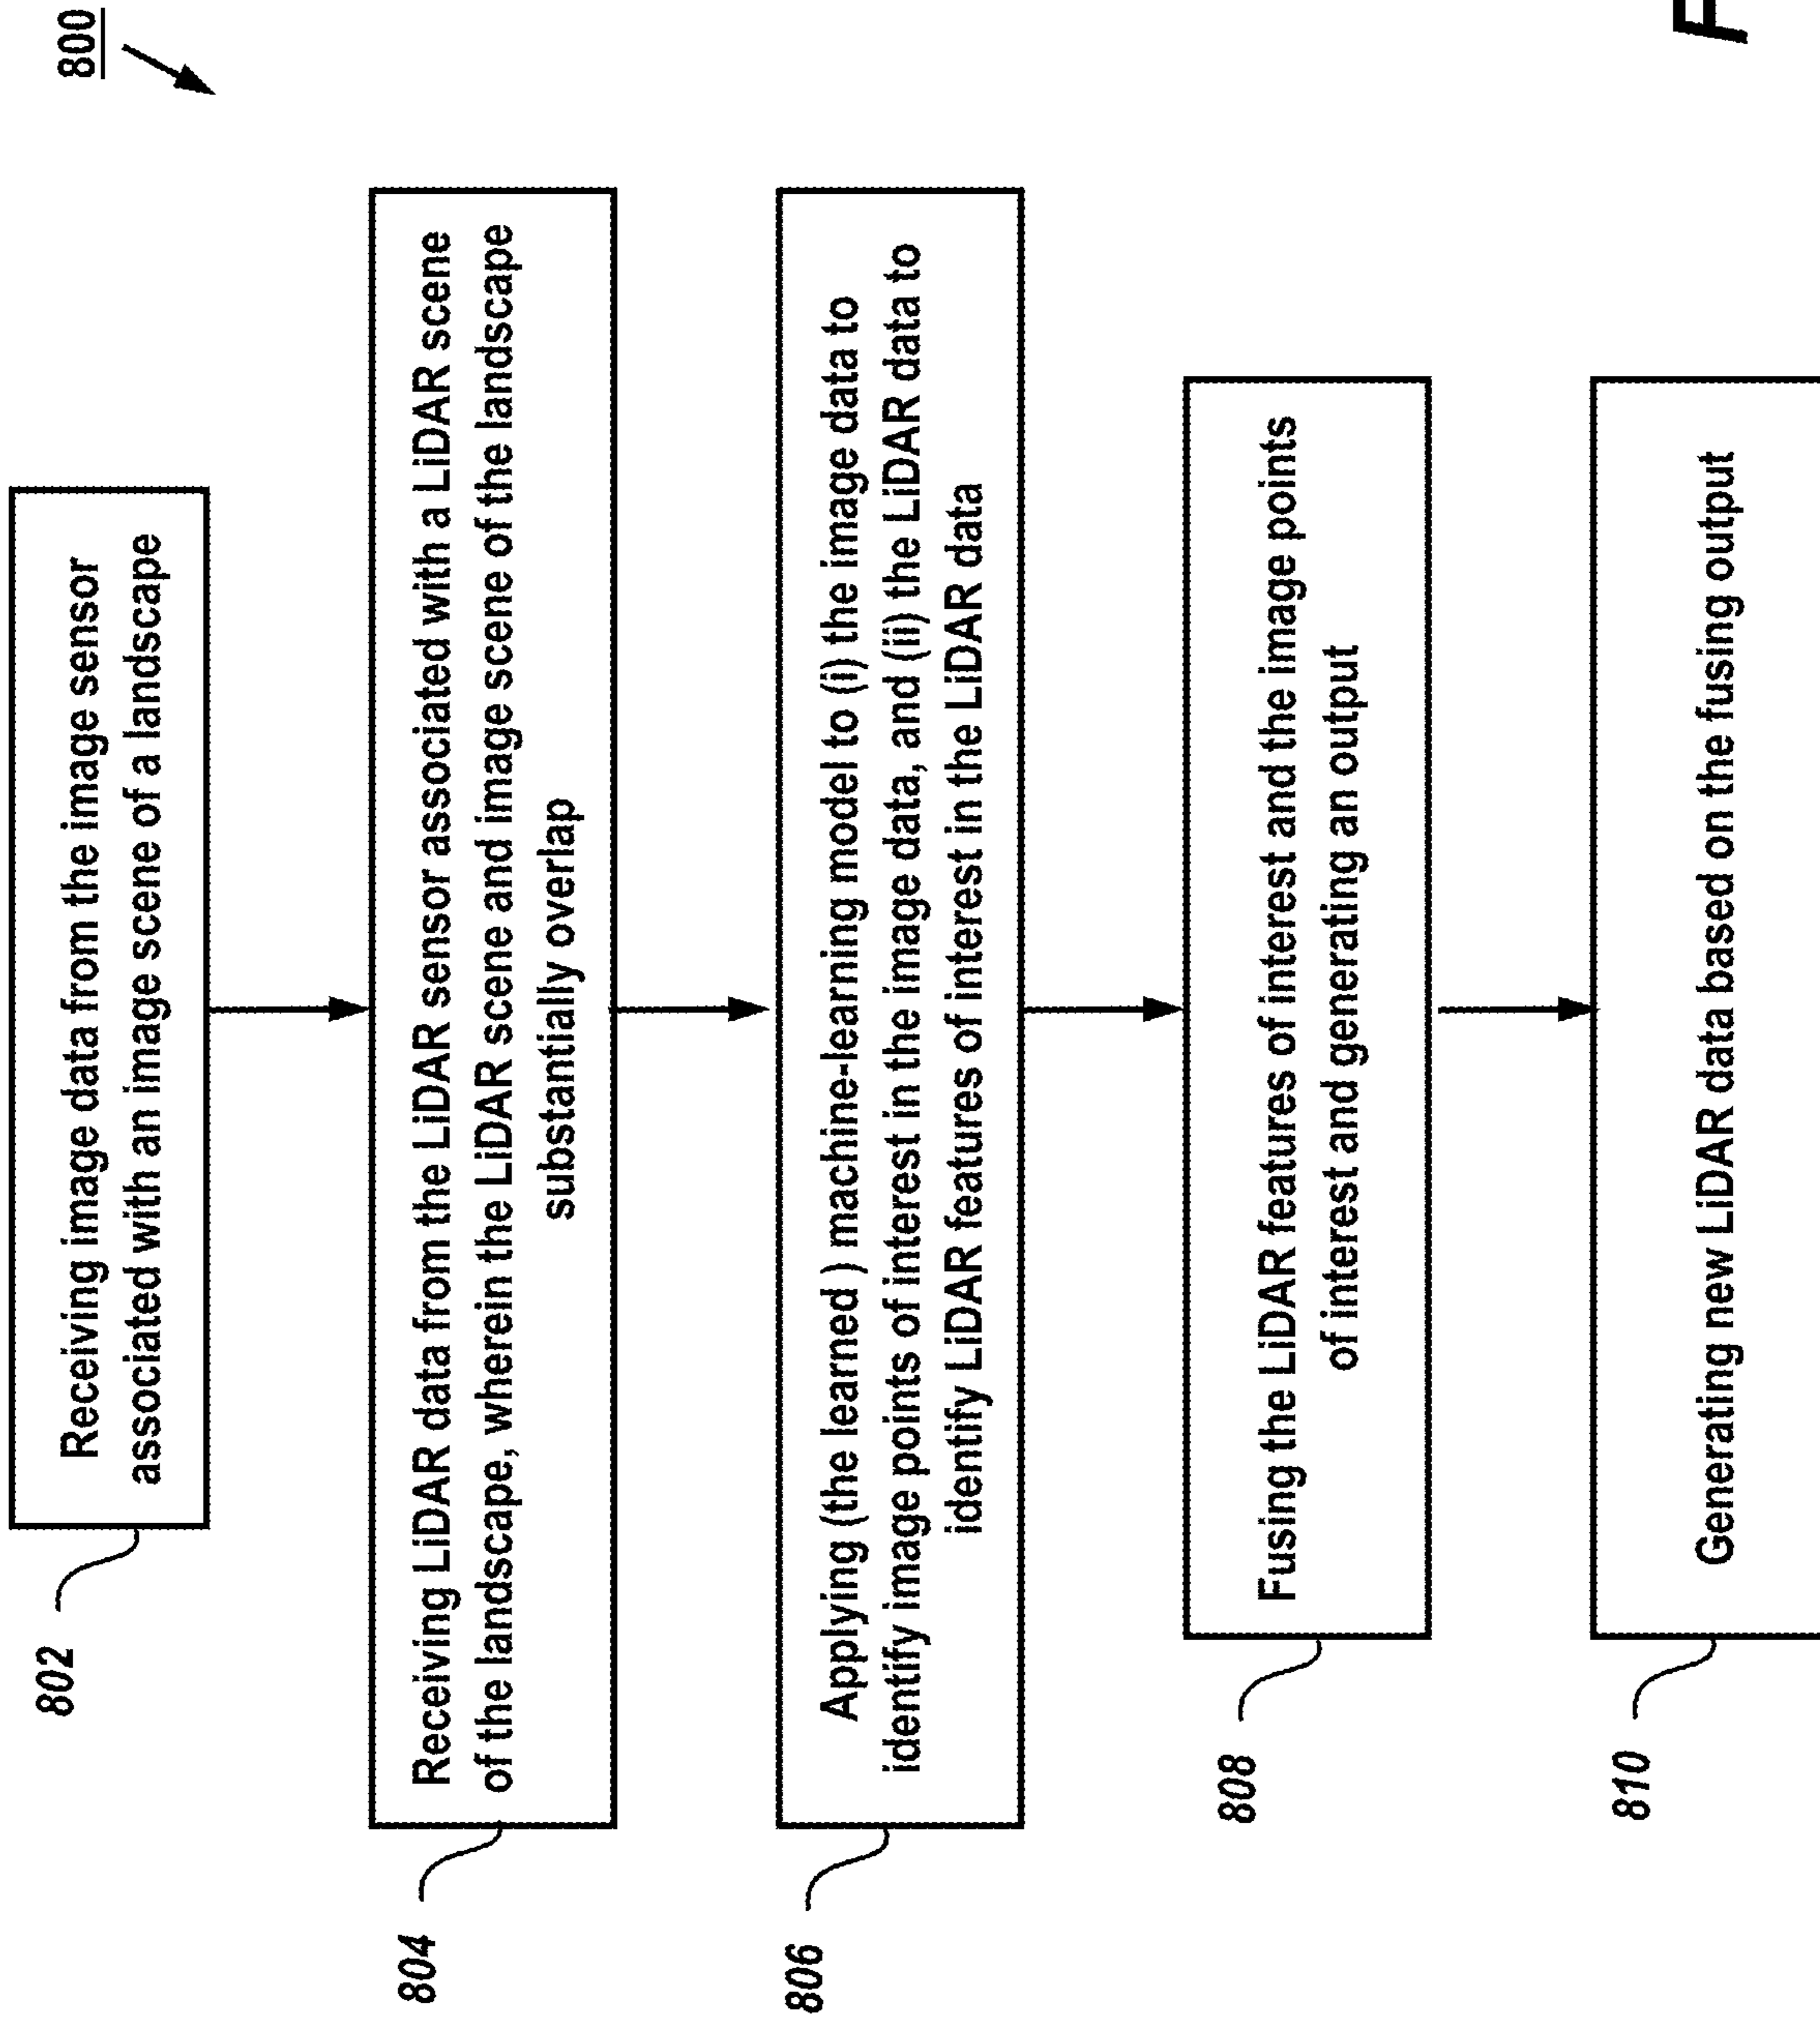 800
802
Receiving image data from the image sensor
associated with an image scene of a landscape
804
Receiving LiDAR data from the LiDAR sensor associated with a LiDAR scene
of the landscape, wherein the LiDAR scene and image scene of the landscape
substantially overlap
806
Applying (the learned ) machine-learning model to (i) the image data to
identify image points of interest in the image data, and (ii) the LiDAR data to
identify LiDAR features of interest in the LiDAR data
808
Fusing the LiDAR features of interest and the image points
of interest and generating an output
810
Generating new LiDAR data based on the fusing output